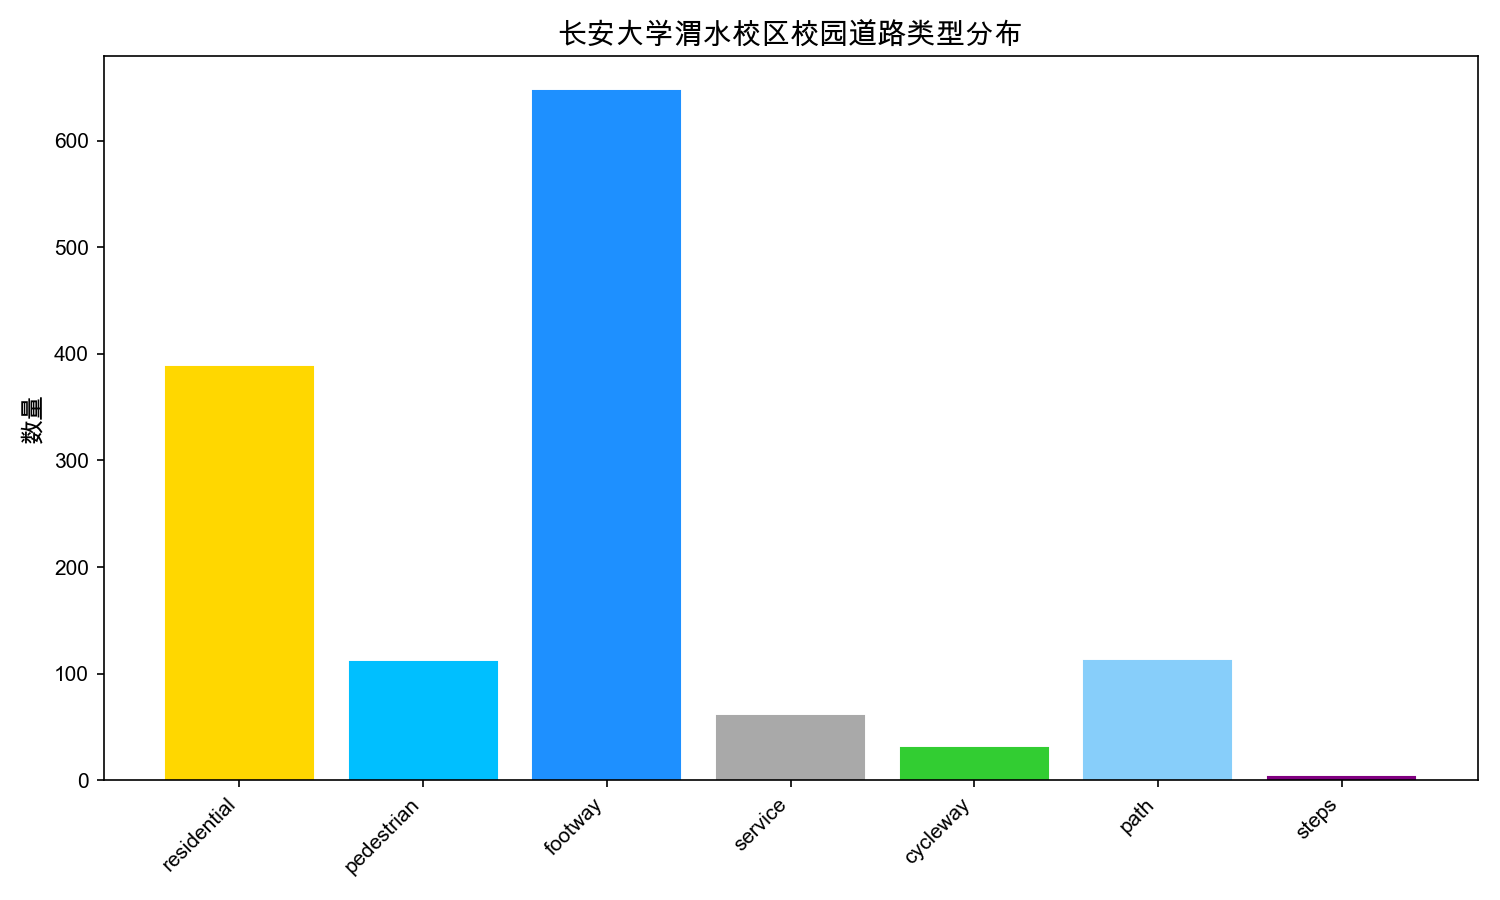 长安大学渭水校区校园道路类型分布
数量
600
500
400
300
200
100
0
residential
pedestrian
footway
service
cycleway
path
steps